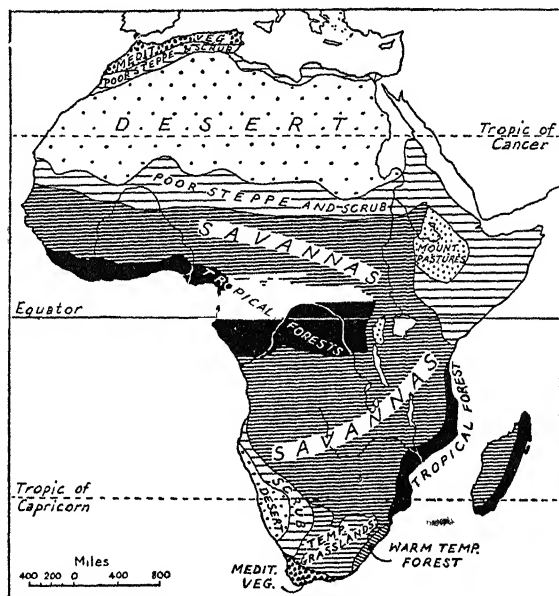 MEDIT. VEG.
POOR STEPPE & SCRUB
DESERT
Tropic of
Cancer
POOR STEPPE AND SCRUB
SAVANNAS
MOUNT.
PASTURES
TROPICAL FORESTS
Equator
SAVANNAS
TROPICAL FOREST
Tropic of
Capricorn
DESERT
SCRUB
TEMP.
GRASSLANDS
WARM TEMP.
FOREST
MEDIT.
VEG.
Miles
400 200 0 400 800